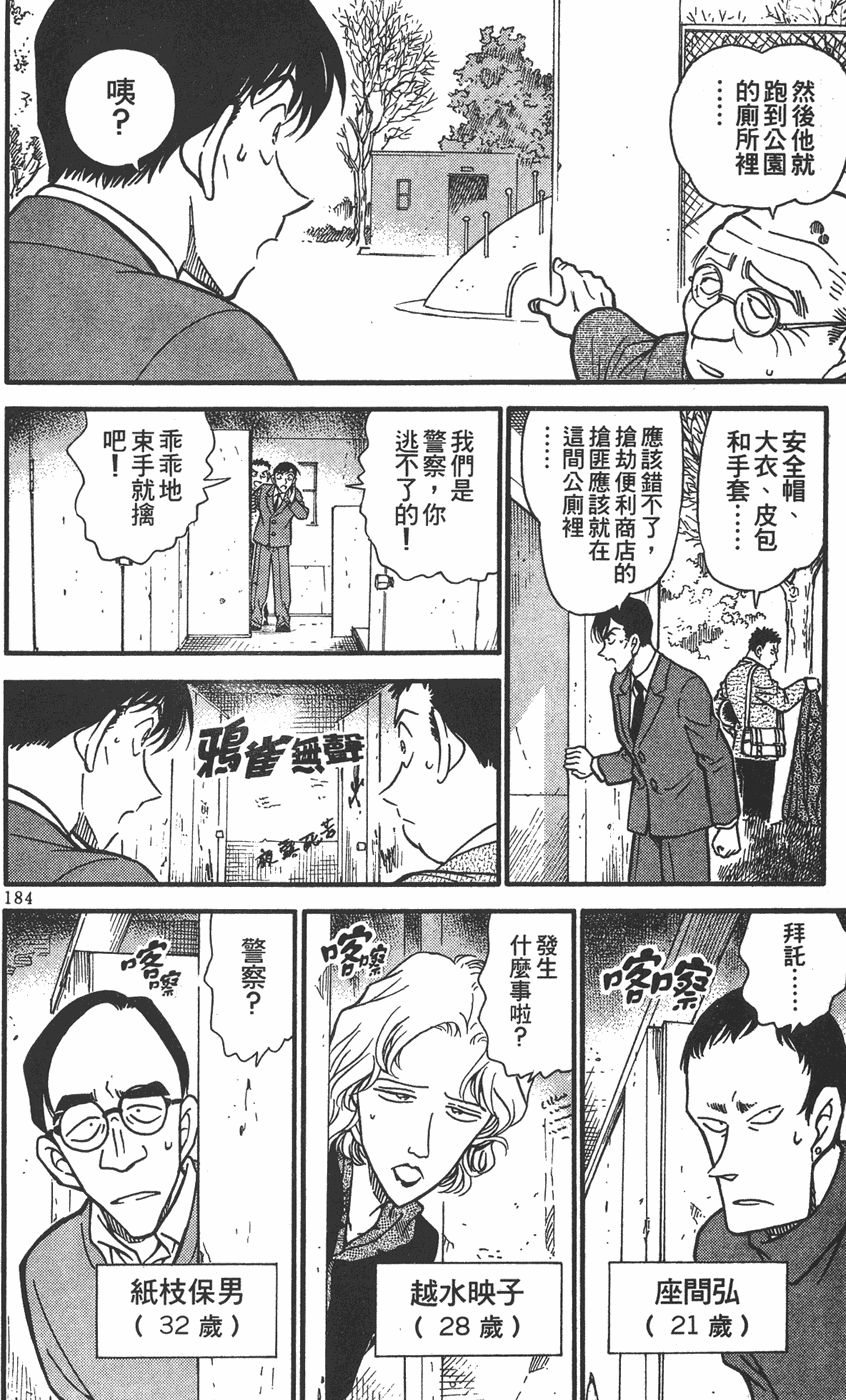 然後他就
跑到公園
的廁所裡
……
咦？
安全帽、
大衣、皮包
和手套……
應該錯不了，
搶劫便利商店的
搶匪應該就在
這間公廁裡
……
我們是
警察，你
逃不了的！
乖乖地
束手就擒
吧！
鴉雀無聲
184
拜託……
喀嚓
座間弘
（21歲）
發生
什麼事啦？
喀嚓
越水映子
（28歲）
警察？
喀嚓
紙枝保男
（32歲）